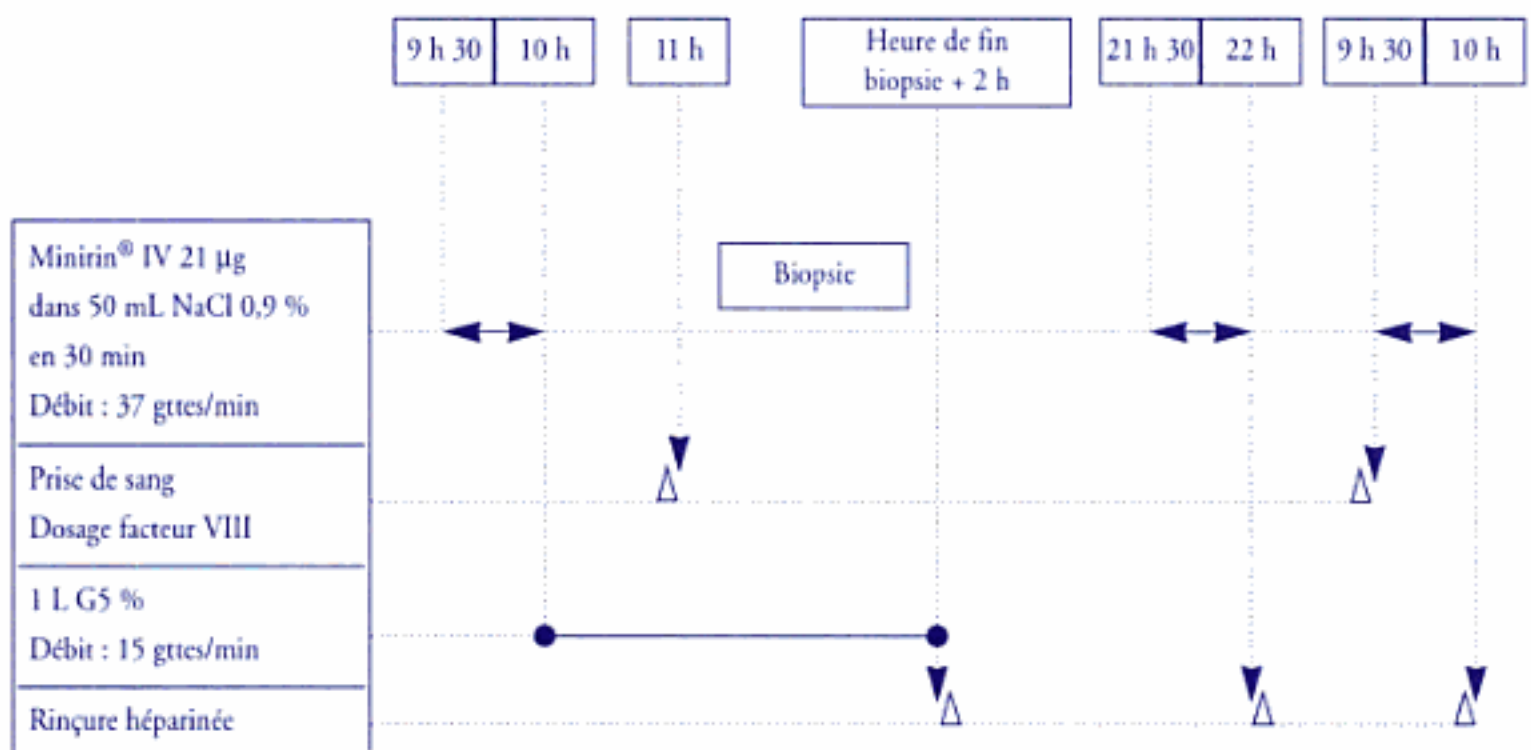 9 h 30
10 h
11 h
Heure de fin
biopsie + 2 h
21 h 30
22 h
9 h 30
10 h
Minirin® IV 21 µg
dans 50 mL NaCl 0,9 %
en 30 min
Débit : 37 gttes/min
Biopsie
Prise de sang
Dosage facteur VIII
1 L G5 %
Débit : 15 gttes/min
Rinçure héparinée